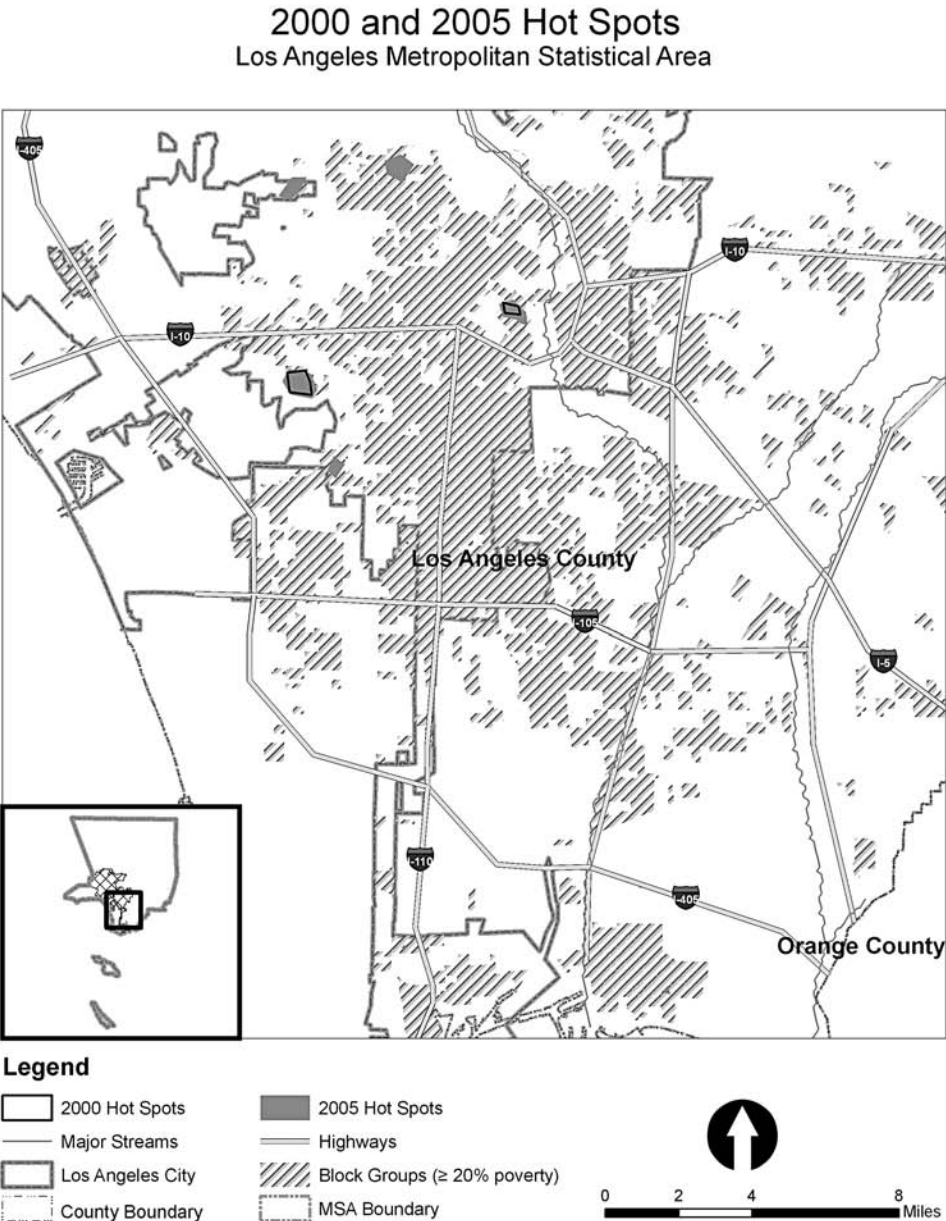 2000 and 2005 Hot Spots
Los Angeles Metropolitan Statistical Area
I-405
I-10
I-10
Los Angeles County
I-105
I-5
I-110
I-405
Orange County
Legend
2000 Hot Spots
2005 Hot Spots
Major Streams
Highways
Los Angeles City
Block Groups (≥ 20% poverty)
County Boundary
MSA Boundary
0 2 4 8
Miles